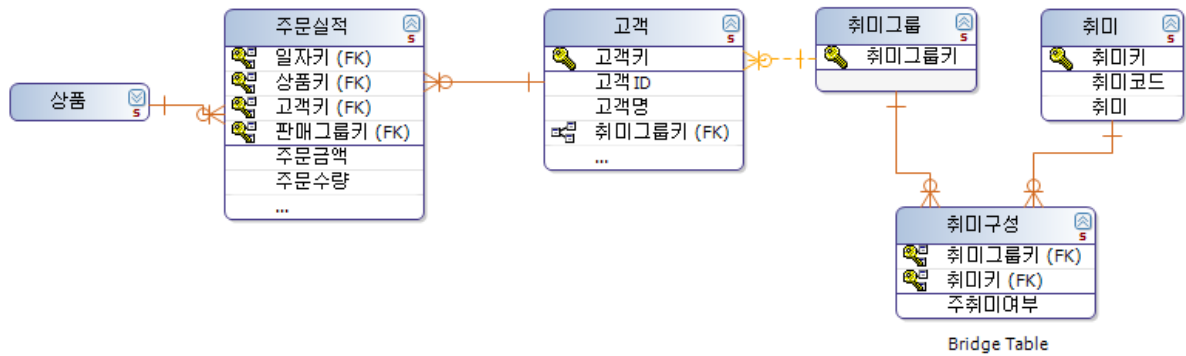 상품
S
주문실적
S
일자키 (FK)
상품키 (FK)
고객키 (FK)
판매그룹키 (FK)
주문금액
주문수량
...
고객
S
고객키
고객ID
고객명
취미그룹키 (FK)
...
취미그룹
S
취미그룹키
취미
S
취미키
취미코드
취미
취미구성
S
취미그룹키 (FK)
취미키 (FK)
주취미여부
Bridge Table